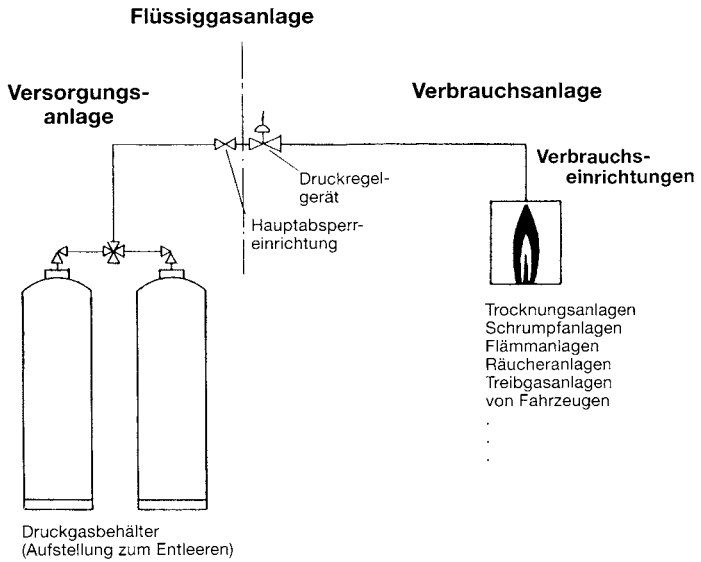 Flüssiggasanlage
Versorgungs-
anlage
Verbrauchsanlage
Verbrauchs-
einrichtungen
Druckregel-
gerät
Hauptabsperr-
einrichtung
Trocknungsanlagen
Schrumpfanlagen
Flämmanlagen
Räucheranlagen
Treibgasanlagen
von Fahrzeugen
.
.
.
Druckgasbehälter
(Aufstellung zum Entleeren)